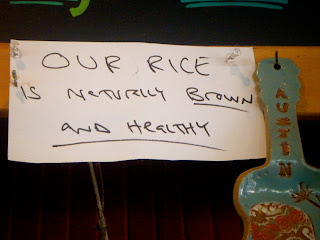 OUR RICE
IS NATURALLY BROWN
AND HEALTHY
AUSTIN